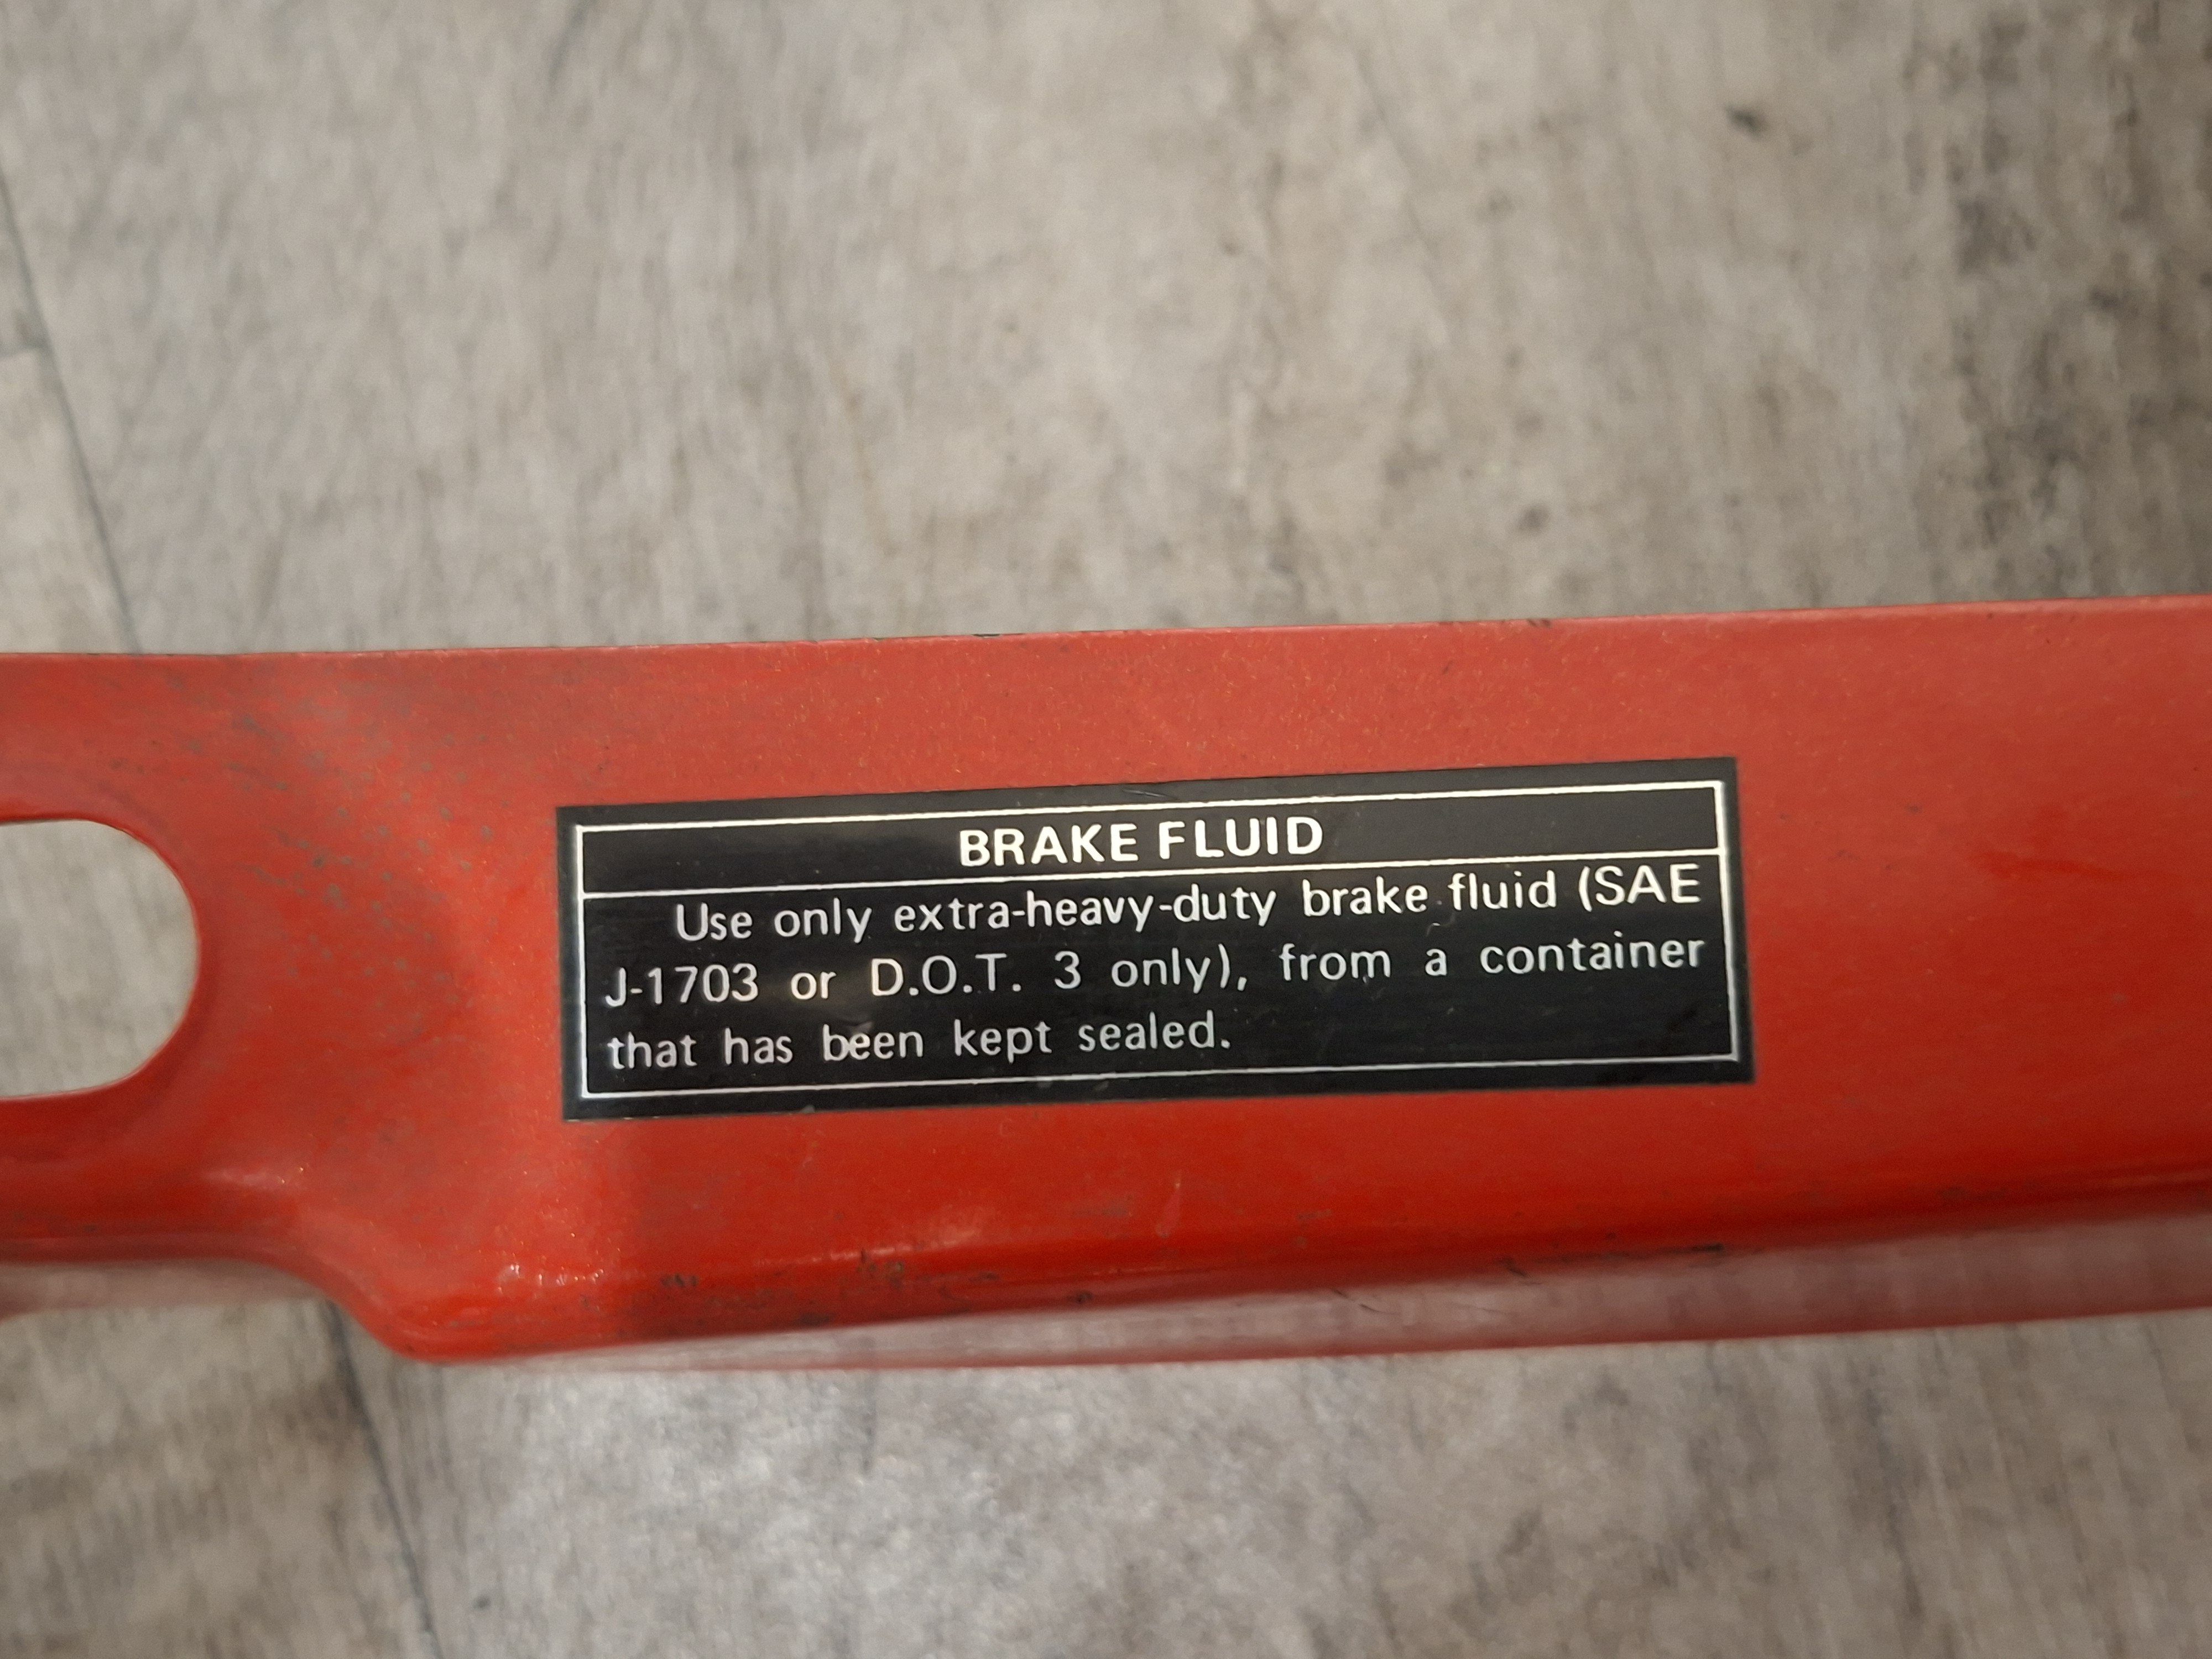 BRAKE FLUID
Use only extra-heavy-duty brake fluid (SAE
J-1703 or D.O.T. 3 only), from a container
that has been kept sealed.